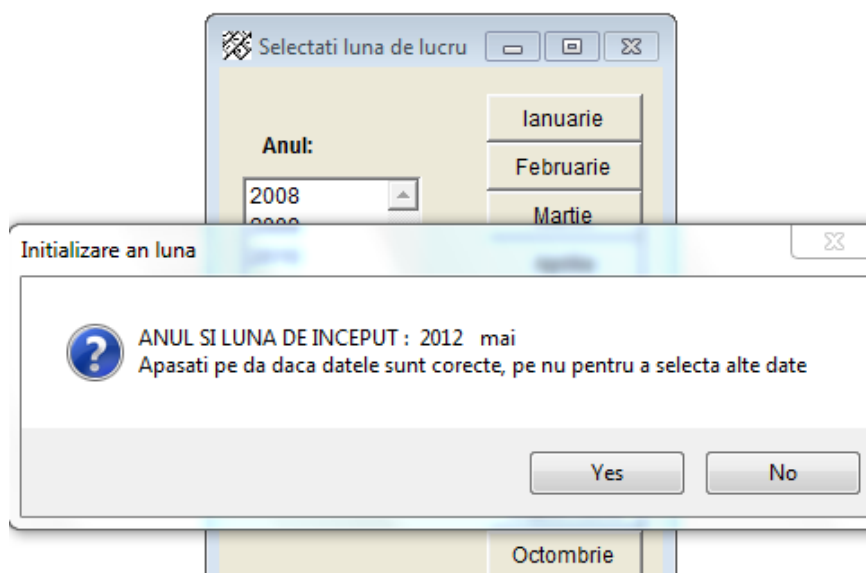 Selectati luna de lucru
Ianuarie
Anul:
Februarie
2008
Martie
Initializare an luna
ANUL SI LUNA DE INCEPUT : 2012 mai
Apasati pe da daca datele sunt corecte, pe nu pentru a selecta alte date
Yes
No
Octombrie